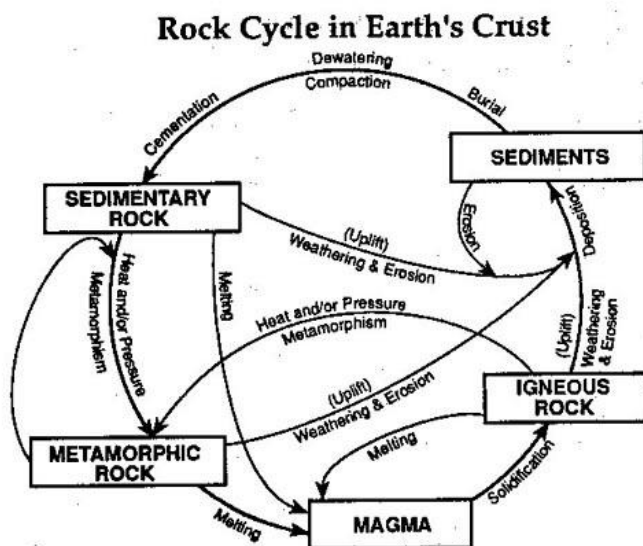 Rock Cycle in Earth's Crust
Dewatering
Compaction
Burial
Cementation
SEDIMENTS
SEDIMENTARY
ROCK
Erosion
Deposition
(Uplift)
Weathering & Erosion
Heat and/or Pressure
Metamorphism
Melting
Heat and/or Pressure
Metamorphism
(Uplift)
Weathering
& Erosion
IGNEOUS
ROCK
(Uplift)
Weathering & Erosion
METAMORPHIC
ROCK
Melting
Solidification
Melting
MAGMA